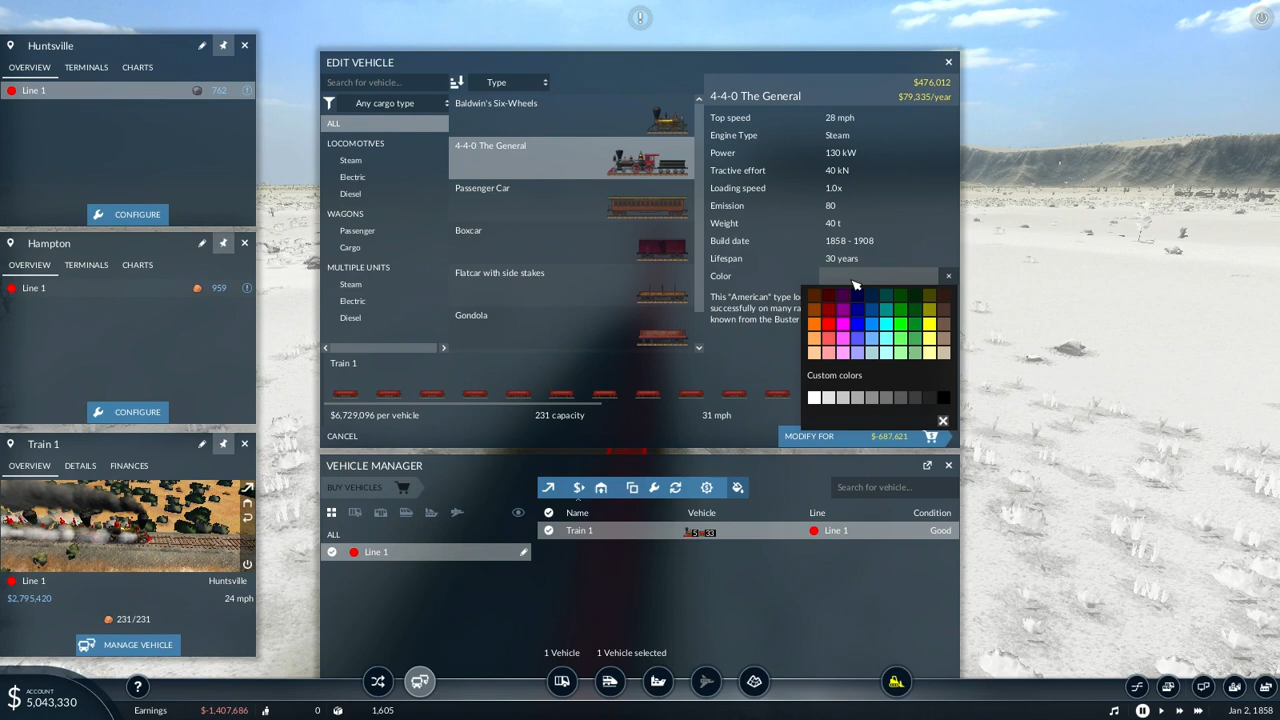 Huntsville
OVERVIEW TERMINALS CHARTS
Line 1 762
CONFIGURE
Hampton
OVERVIEW TERMINALS CHARTS
Line 1 959
CONFIGURE
Train 1
OVERVIEW DETAILS FINANCES
Line 1 Huntsville
$2,795,420 24 mph
231/231
MANAGE VEHICLE
EDIT VEHICLE
Search for vehicle... Type
Any cargo type
ALL
LOCOMOTIVES
Steam
Electric
Diesel
WAGONS
Passenger
Cargo
MULTIPLE UNITS
Steam
Electric
Diesel
Baldwin's Six-Wheels
4-4-0 The General
Passenger Car
Boxcar
Flatcar with side stakes
Gondola
$476,012
4-4-0 The General $79,335/year
Top speed 28 mph
Engine Type Steam
Power 130 kW
Tractive effort 40 kN
Loading speed 1.0x
Emission 80
Weight 40 t
Build date 1858 - 1908
Lifespan 30 years
Color
This "American" type lo
successfully on many ra
known from the Buster
Custom colors
Train 1
$6,729,096 per vehicle 231 capacity 31 mph
CANCEL MODIFY FOR $-687,621
VEHICLE MANAGER
BUY VEHICLES Search for vehicle...
ALL
Line 1
Name Vehicle Line Condition
Train 1 Line 1 Good
1 Vehicle 1 Vehicle selected
ACCOUNT
$ 5,043,330
?
Earnings $-1,407,686 0 1,605 Jan 2, 1858